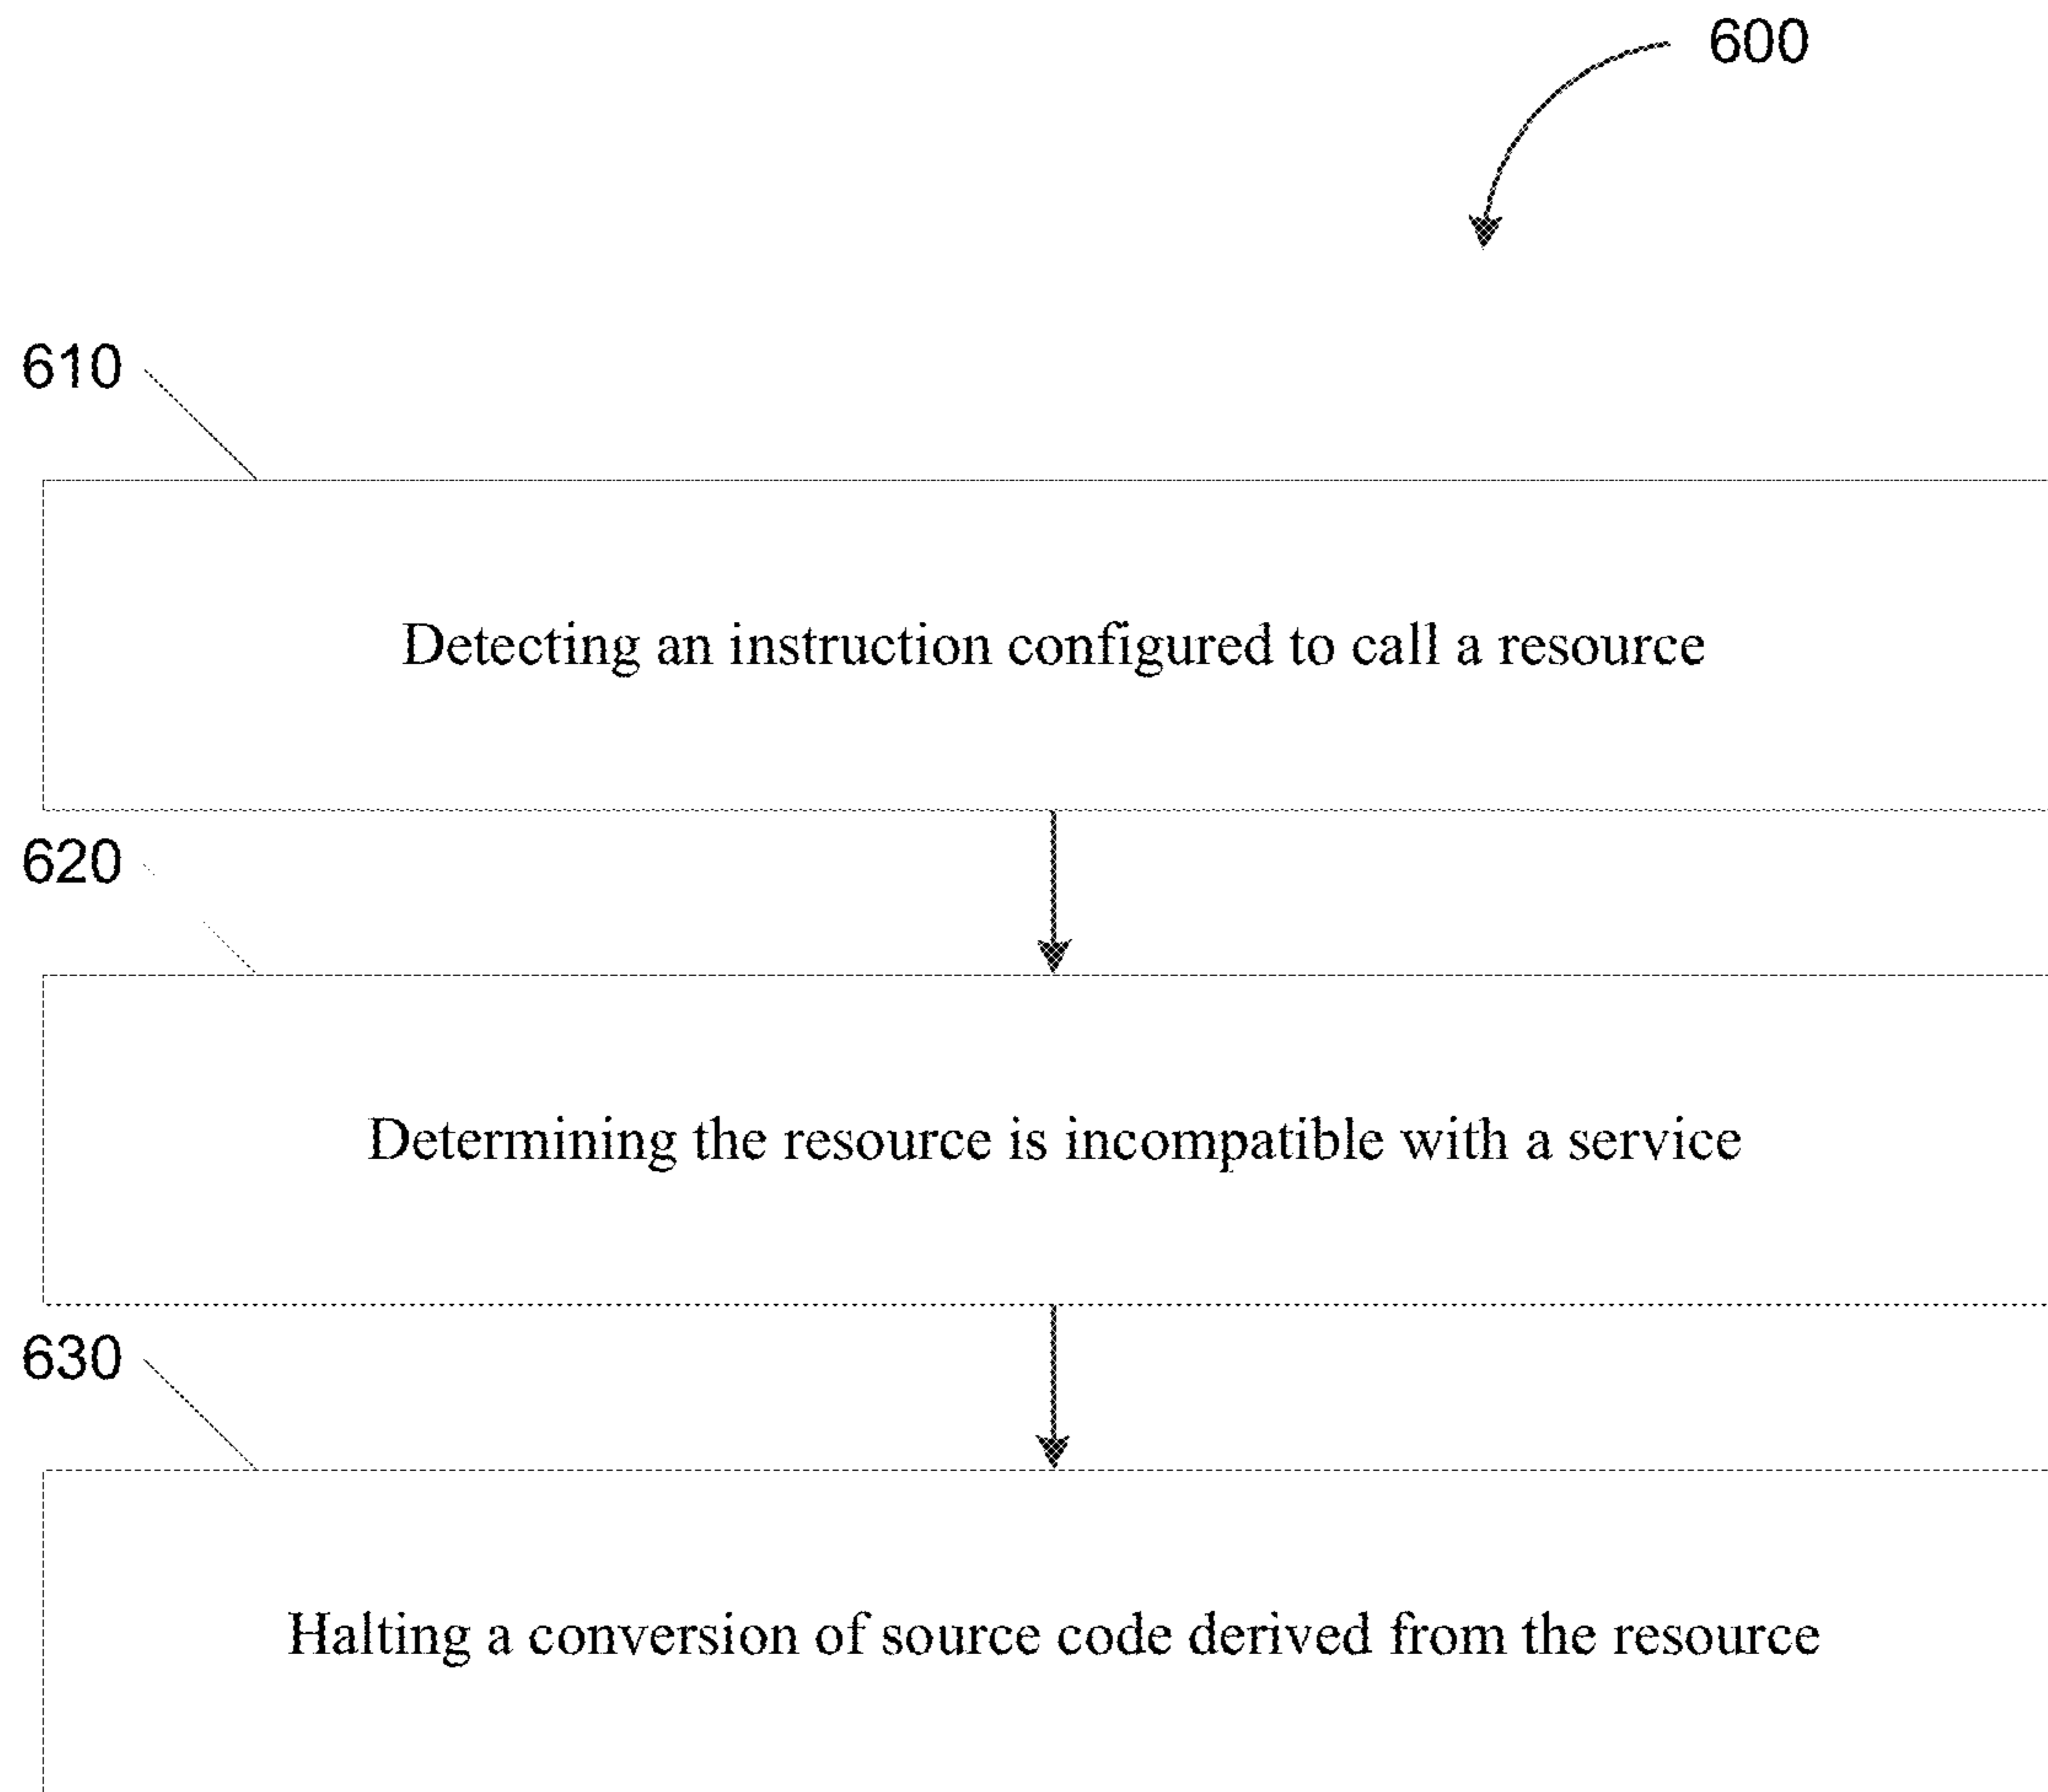 600
610
Detecting an instruction configured to call a resource
620
Determining the resource is incompatible with a service
630
Halting a conversion of source code derived from the resource